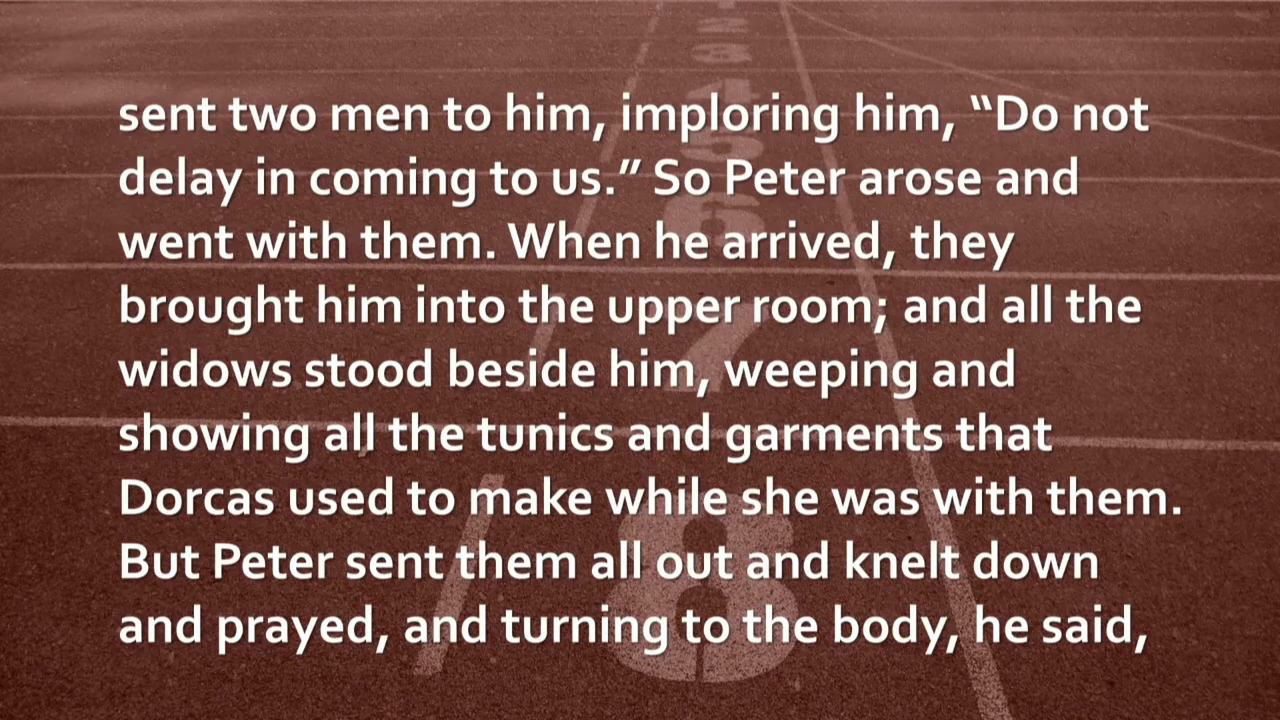 sent two men to him, imploring him, “Do not
delay in coming to us.” So Peter arose and
went with them. When he arrived, they
brought him into the upper room; and all the
widows stood beside him, weeping and
showing all the tunics and garments that
Dorcas used to make while she was with them.
But Peter sent them all out and knelt down
and prayed, and turning to the body, he said,
6
7
8